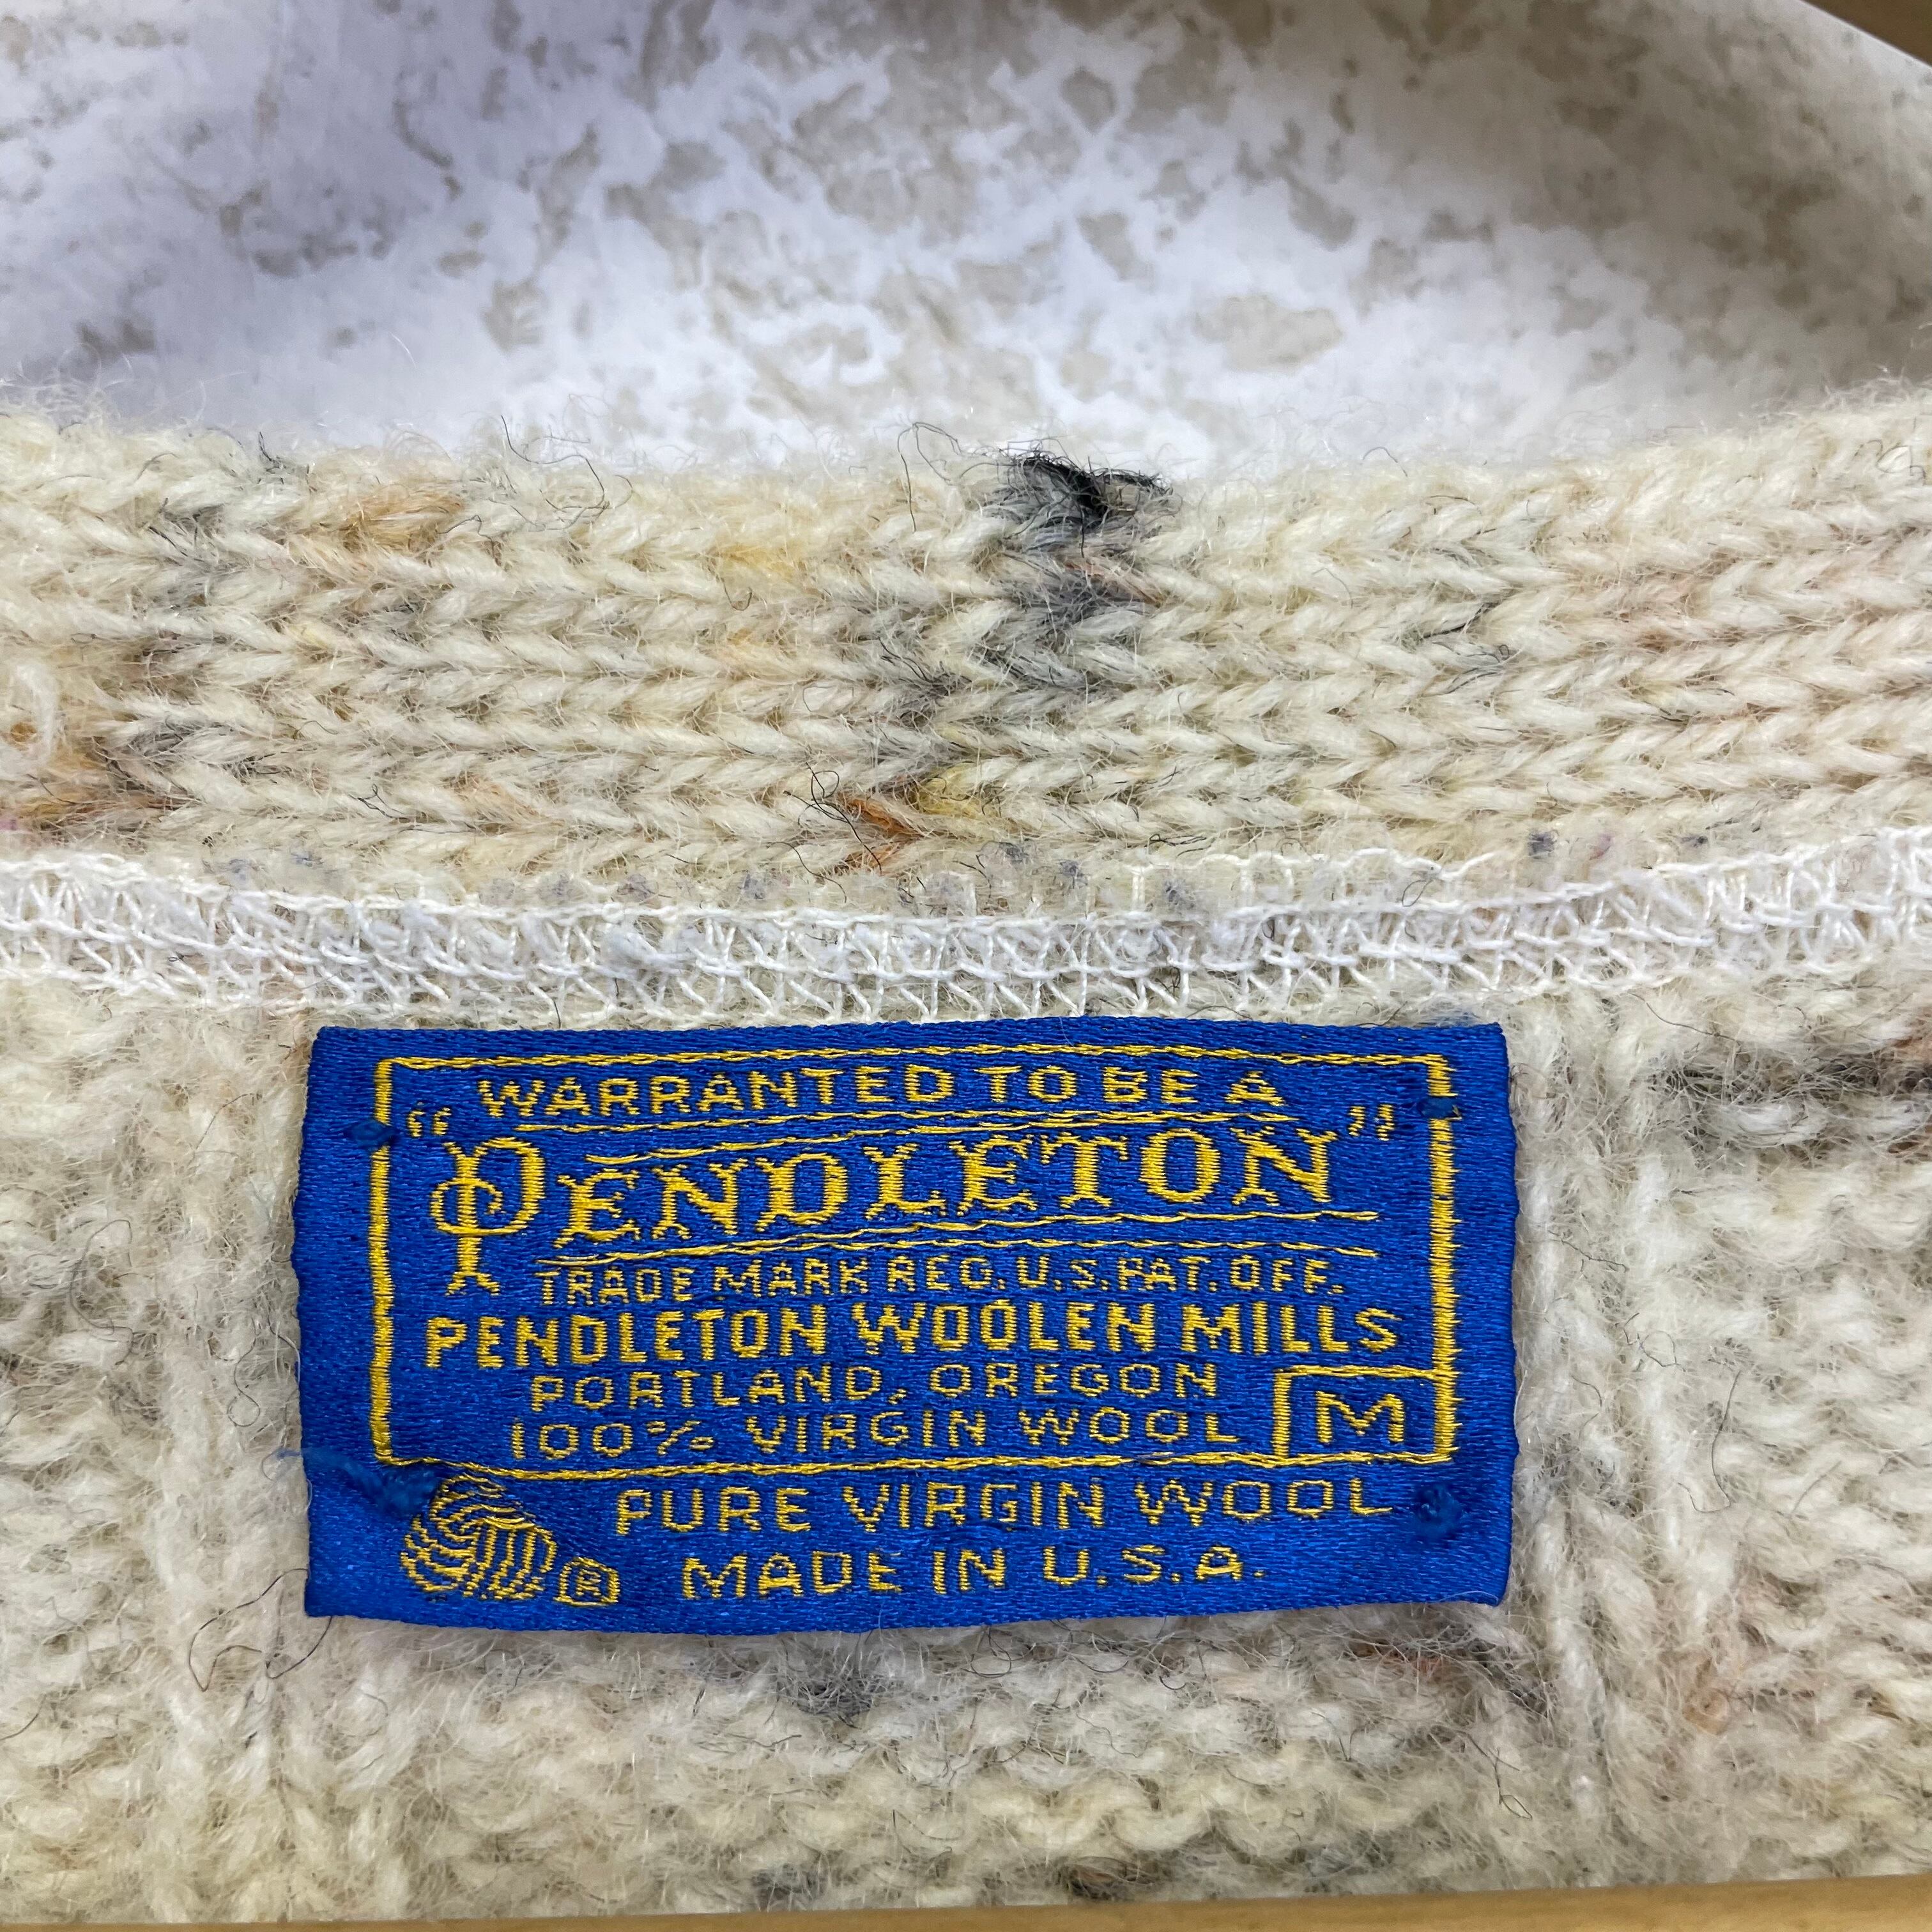 WARRANTED TO BE A
"PENDLETON"
TRADE MARK REG. U.S. PAT. OFF.
PENDLETON WOOLEN MILLS
PORTLAND, OREGON
100% VIRGIN WOOL M
PURE VIRGIN WOOL
® MADE IN U.S.A.